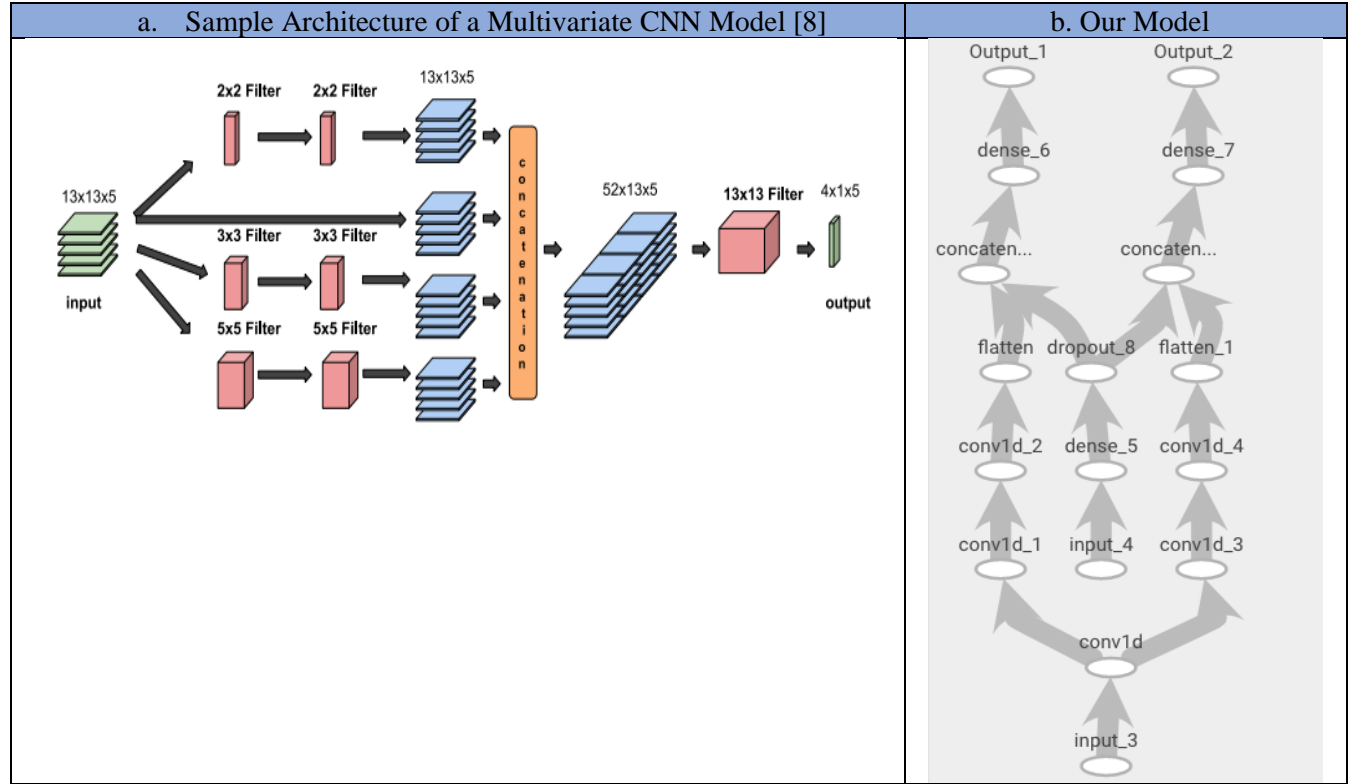 a. Sample Architecture of a Multivariate CNN Model [8]
2x2 Filter
2x2 Filter
13x13x5
13x13x5
input
3x3 Filter
3x3 Filter
5x5 Filter
5x5 Filter
concatenation
52x13x5
13x13 Filter
4x1x5
output
b. Our Model
Output_1
Output_2
dense_6
dense_7
concaten...
concaten...
flatten
dropout_8
flatten_1
conv1d_2
dense_5
conv1d_4
conv1d_1
input_4
conv1d_3
conv1d
input_3